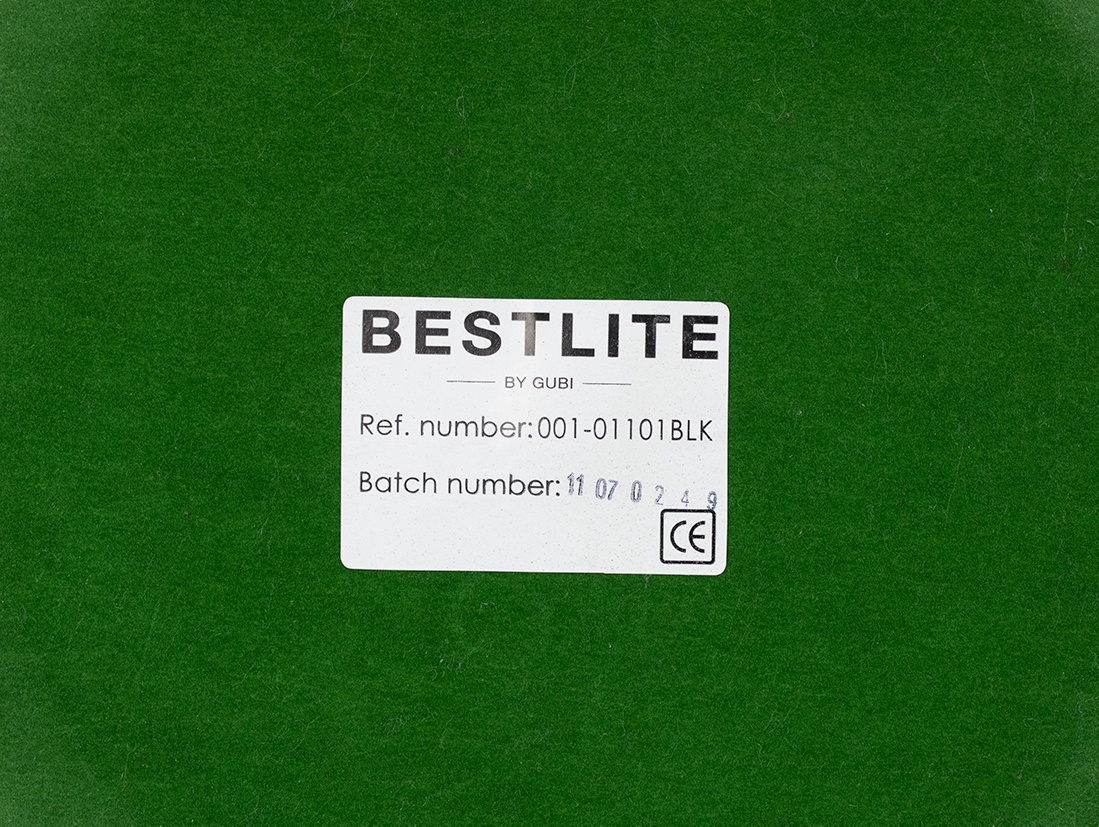 BESTLITE
BY GUBI
Ref. number: 001-01101BLK
Batch number: 11 07 0 2 4 9
CE